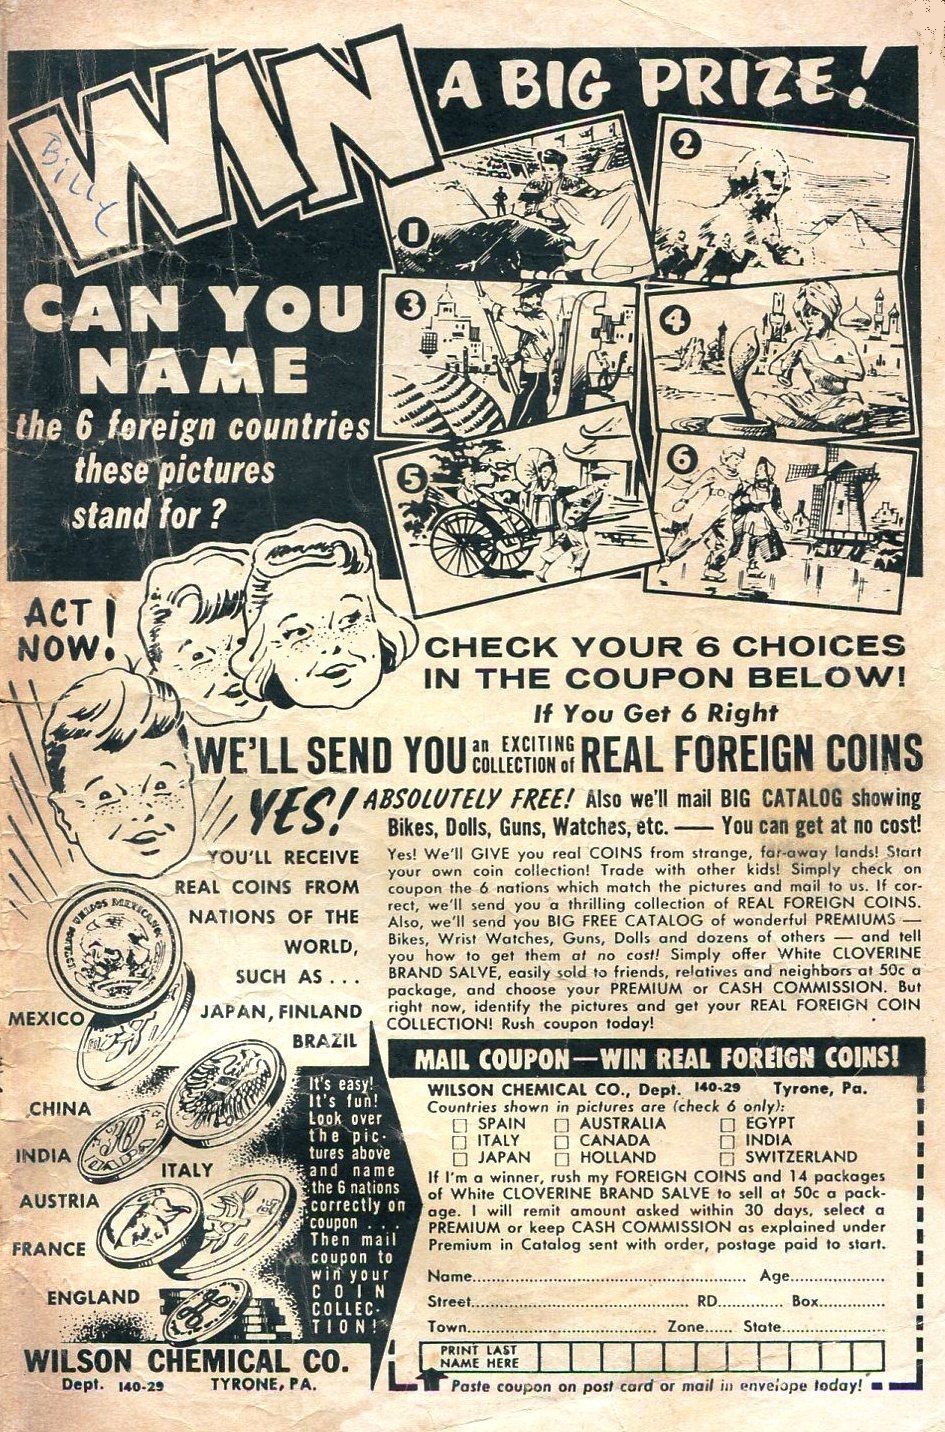 WIN A BIG PRIZE!
Billy
1
2
3
4
5
6
CAN YOU
NAME
the 6 foreign countries
these pictures
stand for?
ACT
NOW!
CHECK YOUR 6 CHOICES
IN THE COUPON BELOW!
If You Get 6 Right
WE'LL SEND YOU an EXCITING COLLECTION of REAL FOREIGN COINS
YES! ABSOLUTELY FREE! Also we'll mail BIG CATALOG showing
Bikes, Dolls, Guns, Watches, etc. — You can get at no cost!
YOU'LL RECEIVE
REAL COINS FROM
NATIONS OF THE
WORLD,
SUCH AS . . .
ESTADOS UNIDOS MEXICANOS
MEXICO
JAPAN, FINLAND
BRAZIL
CHINA
INDIA
ITALY
AUSTRIA
FRANCE
ENGLAND
Yes! We'll GIVE you real COINS from strange, far-away lands! Start
your own coin collection! Trade with other kids! Simply check on
coupon the 6 nations which match the pictures and mail to us. If cor-
rect, we'll send you a thrilling collection of REAL FOREIGN COINS.
Also, we'll send you BIG FREE CATALOG of wonderful PREMIUMS —
Bikes, Wrist Watches, Guns, Dolls and dozens of others — and tell
you how to get them at no cost! Simply offer White CLOVERINE
BRAND SALVE, easily sold to friends, relatives and neighbors at 50c a
package, and choose your PREMIUM or CASH COMMISSION. But
right now, identify the pictures and get your REAL FOREIGN COIN
COLLECTION! Rush coupon today!
It's easy!
It's fun!
Look over
the pic-
tures above
and name
the 6 nations
correctly on
coupon . . .
Then mail
coupon to
win your
COIN
COLLEC-
TION!
WILSON CHEMICAL CO.
Dept. 140-29 TYRONE, PA.
MAIL COUPON—WIN REAL FOREIGN COINS!
WILSON CHEMICAL CO., Dept. 140-29 Tyrone, Pa.
Countries shown in pictures are (check 6 only):
☐ SPAIN ☐ AUSTRALIA ☐ EGYPT
☐ ITALY ☐ CANADA ☐ INDIA
☐ JAPAN ☐ HOLLAND ☐ SWITZERLAND
If I'm a winner, rush my FOREIGN COINS and 14 packages
of White CLOVERINE BRAND SALVE to sell at 50c a pack-
age. I will remit amount asked within 30 days, select a
PREMIUM or keep CASH COMMISSION as explained under
Premium in Catalog sent with order, postage paid to start.
Name.......... Age..........
Street.......... RD.......... Box..........
Town.......... Zone...... State..........
PRINT LAST
NAME HERE
Paste coupon on post card or mail in envelope today!